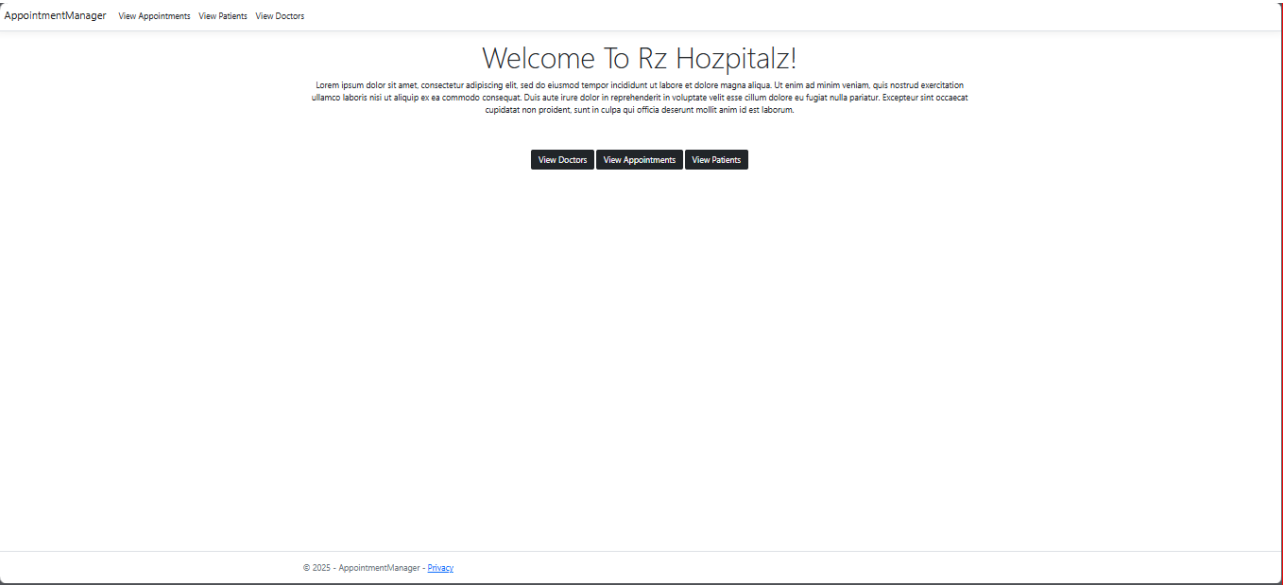 AppointmentManager View Appointments View Patients View Doctors
Welcome To Rz Hozpitalz!
Lorem ipsum dolor sit amet, consectetur adipiscing elit, sed do eiusmod tempor incididunt ut labore et dolore magna aliqua. Ut enim ad minim veniam, quis nostrud exercitation
ullamco laboris nisi ut aliquip ex ea commodo consequat. Duis aute irure dolor in reprehenderit in voluptate velit esse cillum dolore eu fugiat nulla pariatur. Excepteur sint occaecat
cupidatat non proident, sunt in culpa qui officia deserunt mollit anim id est laborum.
View Doctors View Appointments View Patients
© 2025 - AppointmentManager - Privacy